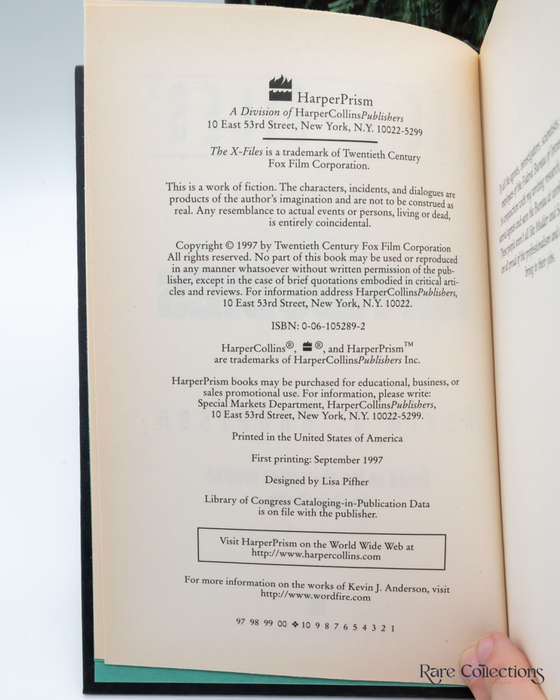 HarperPrism
A Division of HarperCollinsPublishers
10 East 53rd Street, New York, N.Y. 10022-5299
The X-Files is a trademark of Twentieth Century
Fox Film Corporation.
This is a work of fiction. The characters, incidents, and dialogues are
products of the author's imagination and are not to be construed as
real. Any resemblance to actual events or persons, living or dead,
is entirely coincidental.
Copyright © 1997 by Twentieth Century Fox Film Corporation
All rights reserved. No part of this book may be used or reproduced
in any manner whatsoever without written permission of the pub-
lisher, except in the case of brief quotations embodied in critical arti-
cles and reviews. For information address HarperCollinsPublishers,
10 East 53rd Street, New York, N.Y. 10022.
ISBN: 0-06-105289-2
HarperCollins®, ®, and HarperPrism™
are trademarks of HarperCollinsPublishers Inc.
HarperPrism books may be purchased for educational, business, or
sales promotional use. For information, please write:
Special Markets Department, HarperCollinsPublishers,
10 East 53rd Street, New York, N.Y. 10022-5299.
Printed in the United States of America
First printing: September 1997
Designed by Lisa Pifher
Library of Congress Cataloging-in-Publication Data
is on file with the publisher.
Visit HarperPrism on the World Wide Web at
http://www.harpercollins.com
For more information on the works of Kevin J. Anderson, visit
http://www.wordfire.com
97 98 99 00 ❖ 10 9 8 7 6 5 4 3 2 1
Rare Collections